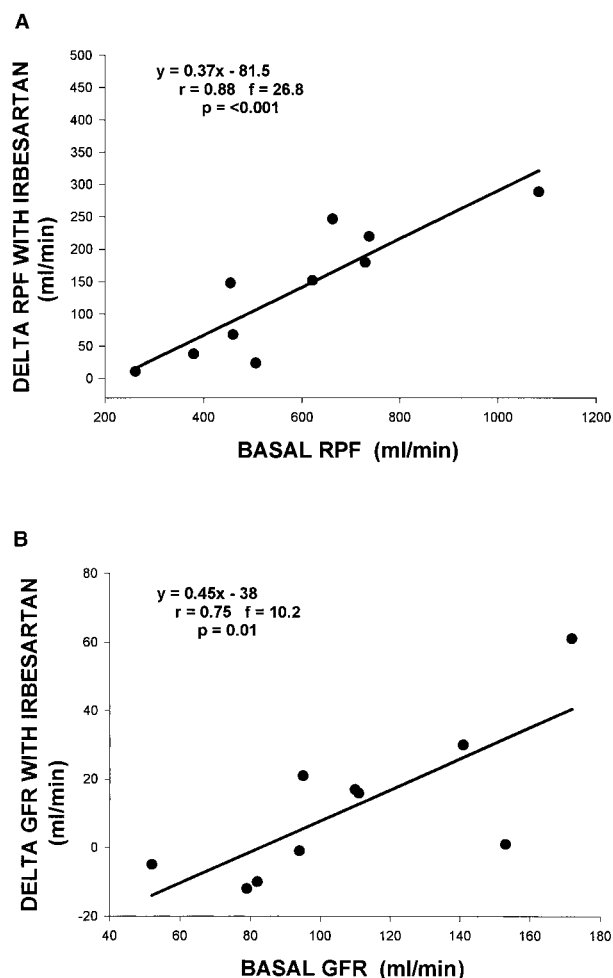 A
y = 0.37x - 81.5
r = 0.88 f = 26.8
p = <0.001
DELTA RPF WITH IRBESARTAN
(ml/min)
500
450
400
350
300
250
200
150
100
50
0
200
400
600
800
1000
1200
BASAL RPF (ml/min)
B
y = 0.45x - 38
r = 0.75 f = 10.2
p = 0.01
DELTA GFR WITH IRBESARTAN
(ml/min)
80
60
40
20
0
-20
40
60
80
100
120
140
160
180
BASAL GFR (ml/min)